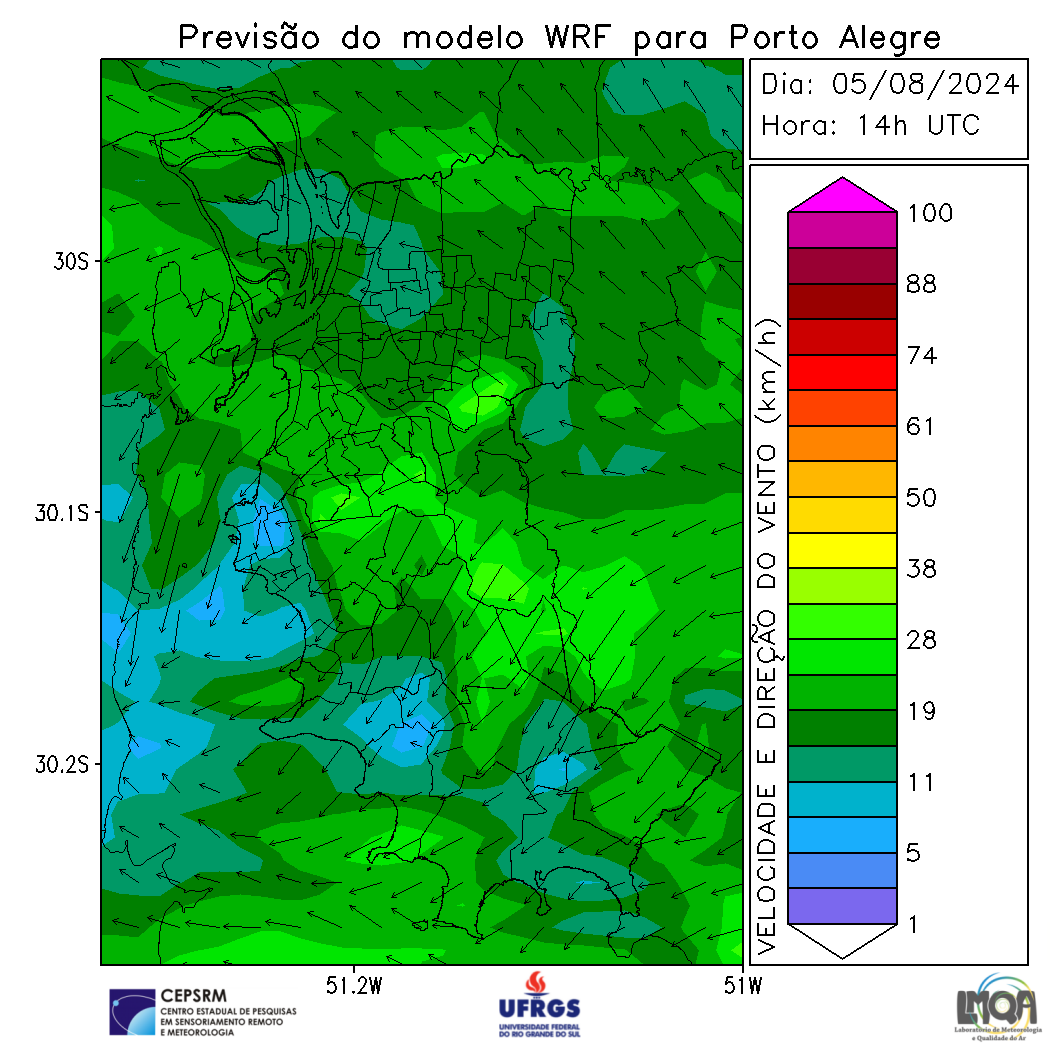 Previsão do modelo WRF para Porto Alegre
Dia: 05/08/2024
Hora: 14h UTC
30S
30.1S
30.2S
51.2W
51W
VELOCIDADE E DIREÇÃO DO VENTO (km/h)
100
88
74
61
50
38
28
19
11
5
1
CEPSRM
CENTRO ESTADUAL DE PESQUISAS
EM SENSORIAMENTO REMOTO
E METEOROLOGIA
UFRGS
UNIVERSIDADE FEDERAL
DO RIO GRANDE DO SUL
LMQA
Laboratório de Meteorologia
e Qualidade do Ar